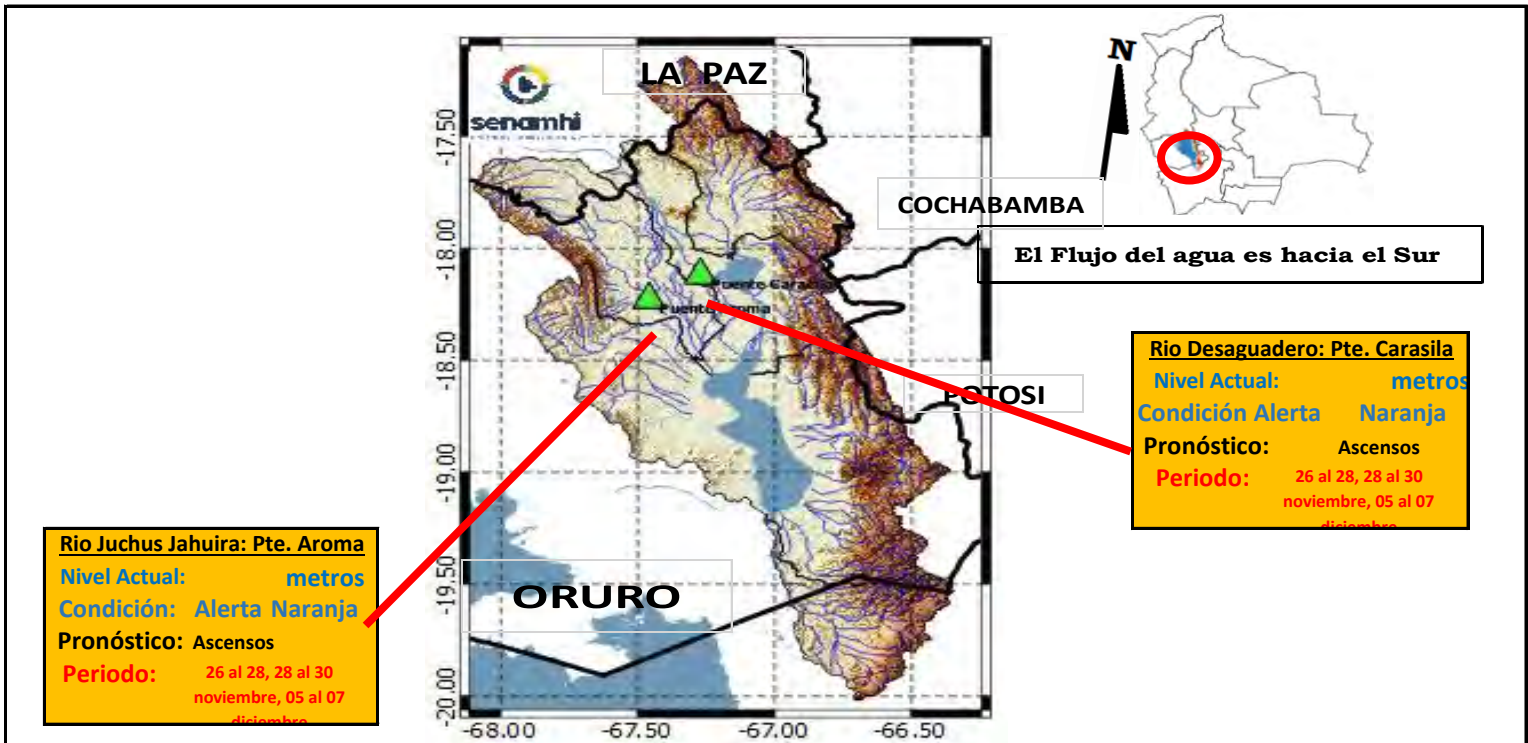 LA PAZ
senamhi
N
COCHABAMBA
El Flujo del agua es hacia el Sur
-17.50
-18.00
-18.50
-19.00
-19.50
-20.00
-68.00
-67.50
-67.00
-66.50
Puente Aroma
POTOSI
ORURO
Rio Desaguadero: Pte. Carasila
Nivel Actual: metros
Condición Alerta Naranja
Pronóstico: Ascensos
Periodo: 26 al 28, 28 al 30
noviembre, 05 al 07
diciembre
Rio Juchus Jahuira: Pte. Aroma
Nivel Actual: metros
Condición: Alerta Naranja
Pronóstico: Ascensos
Periodo: 26 al 28, 28 al 30
noviembre, 05 al 07
diciembre